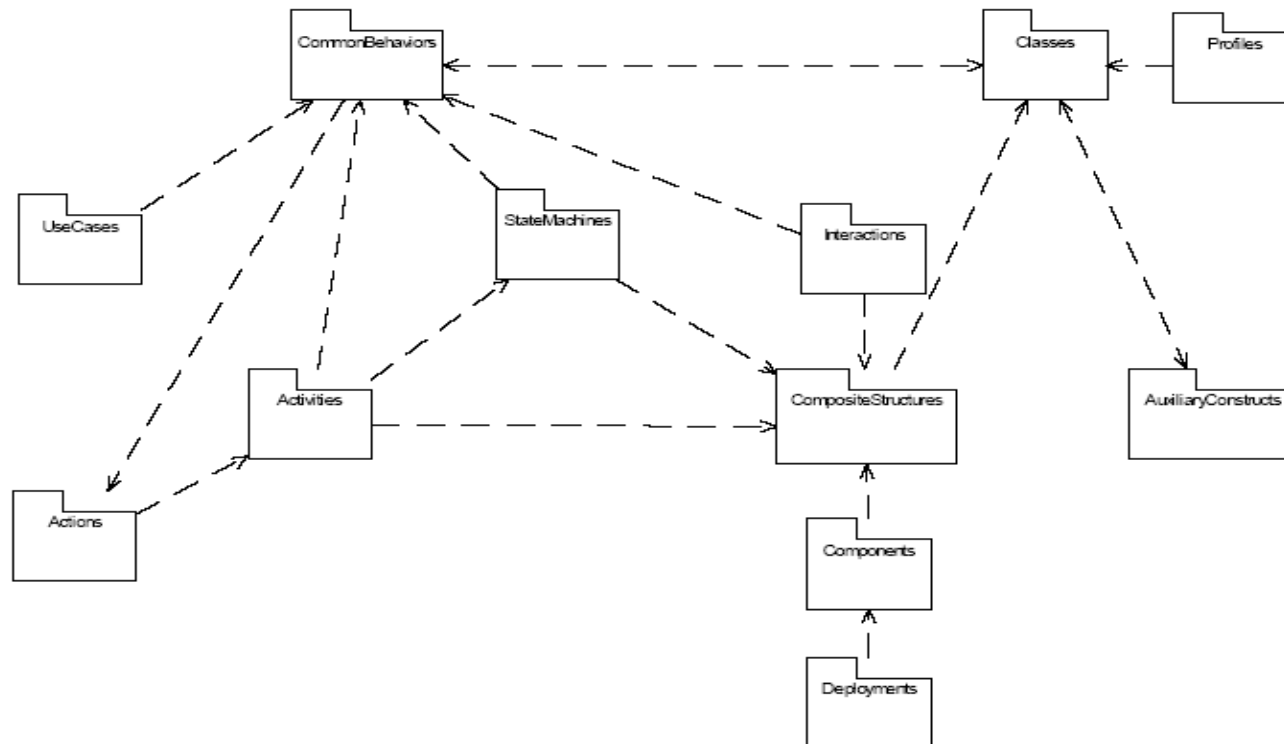 CommonBehaviors
Classes
Profiles
UseCases
StateMachines
Interactions
Activities
CompositeStructures
AuxiliaryConstructs
Actions
Components
Deployments